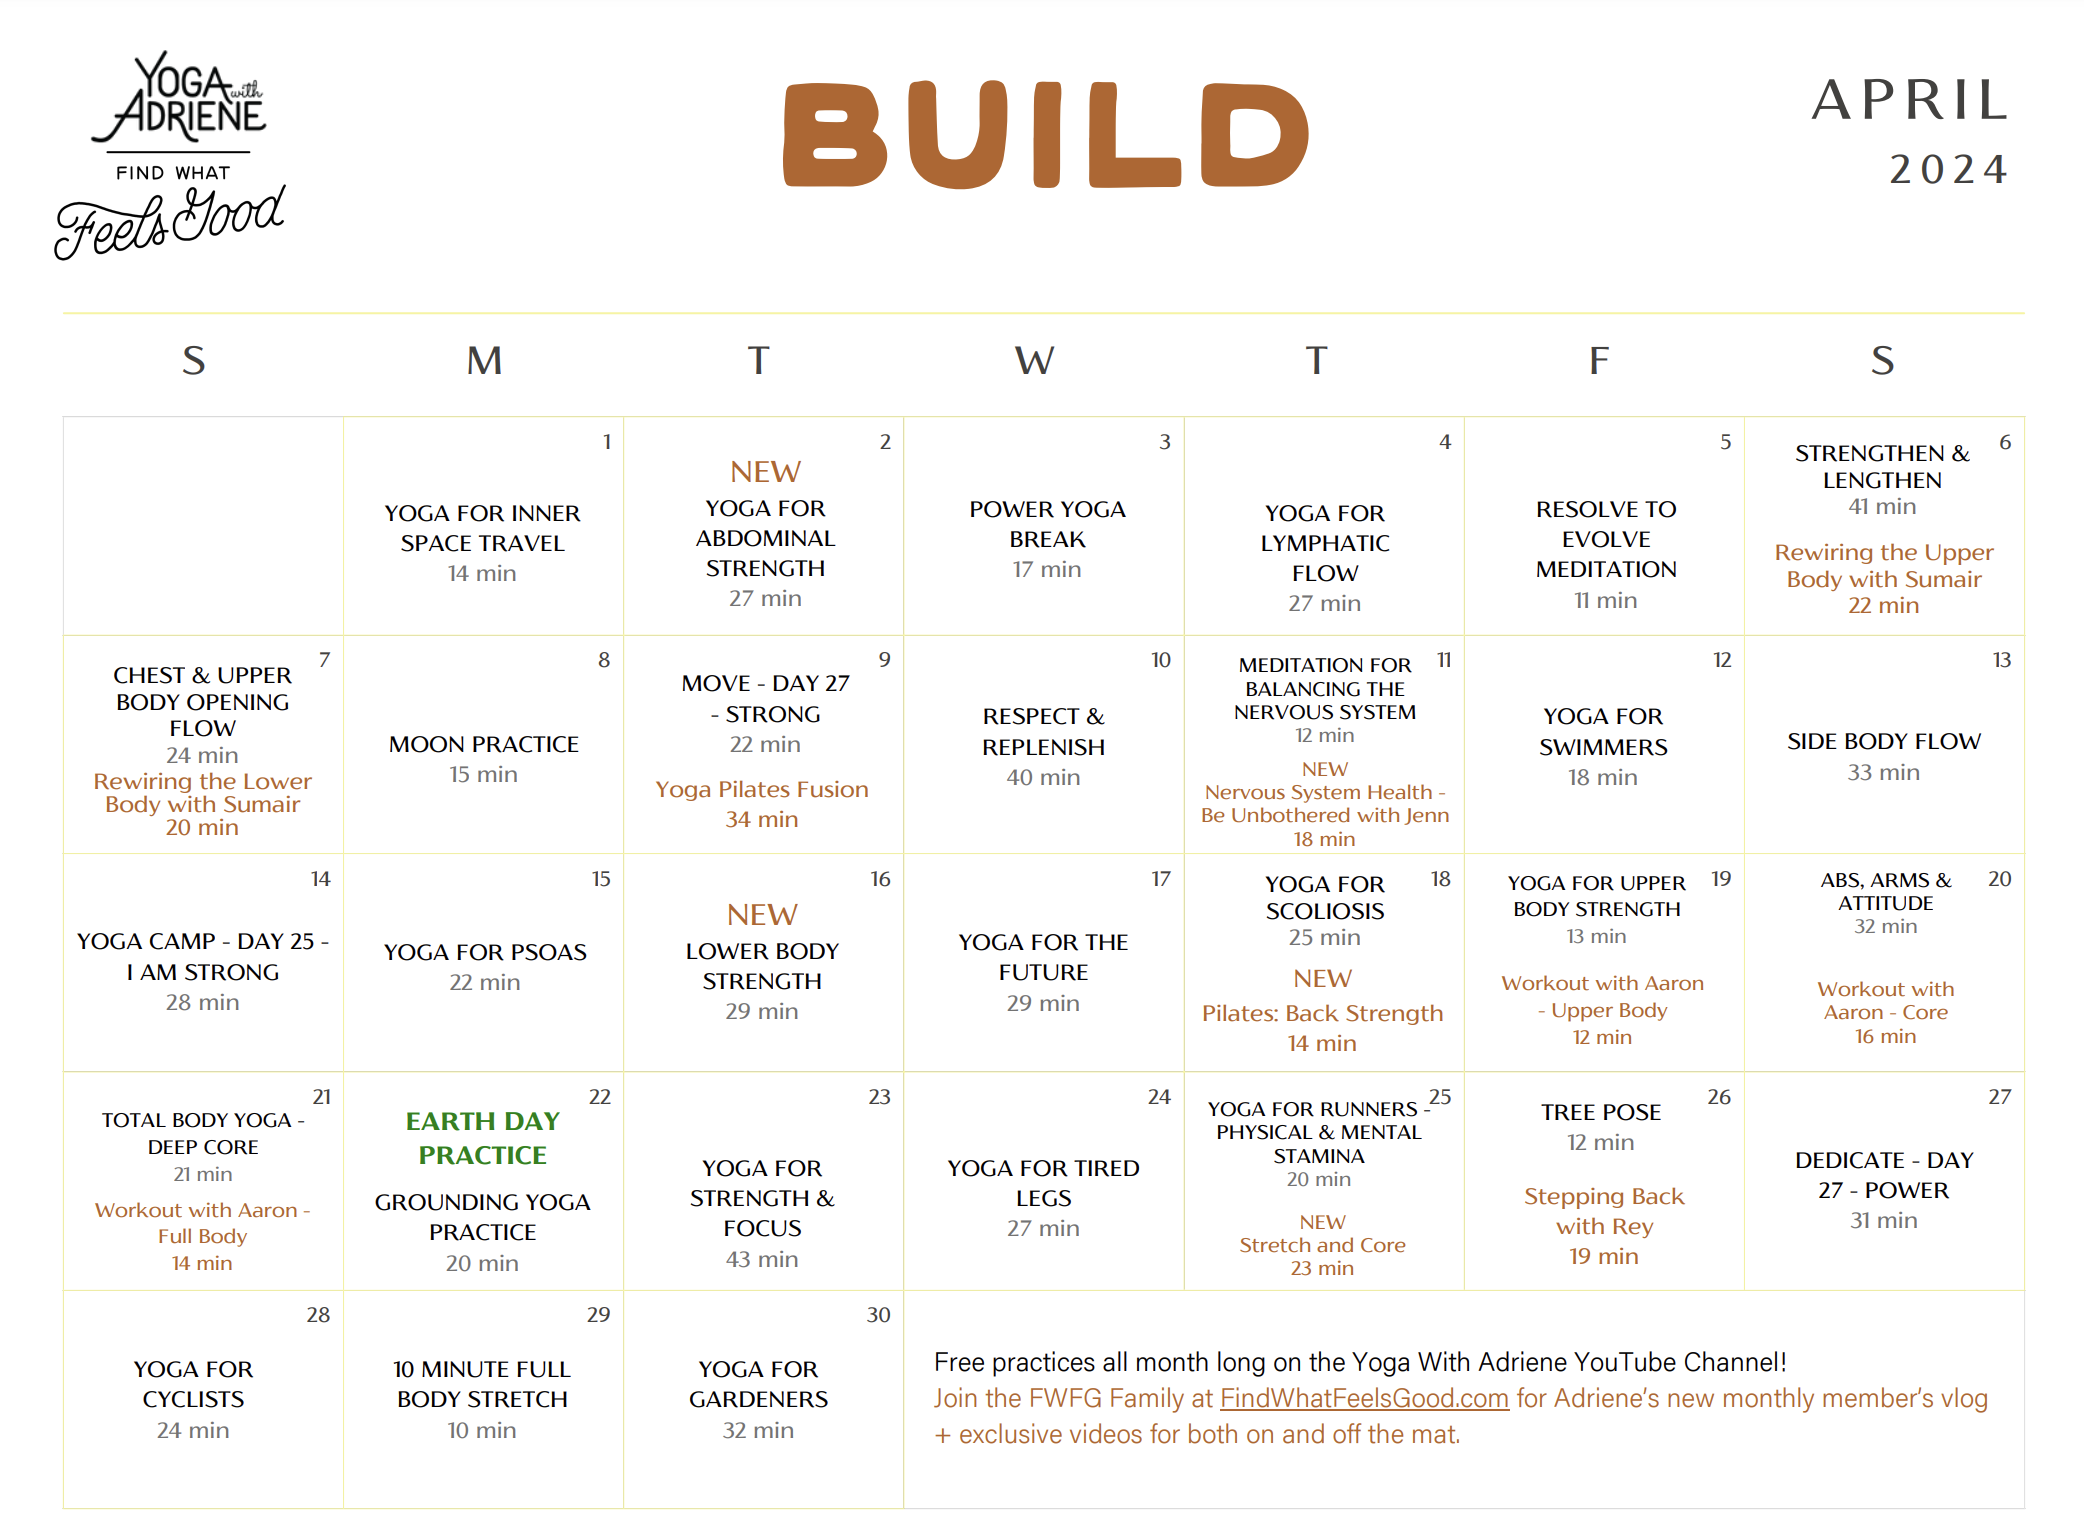 YOGA with
ADRIENE
FIND WHAT
Feels Good
BUILD
APRIL
2024
S M T W T F S
1
YOGA FOR INNER
SPACE TRAVEL
14 min
2
NEW
YOGA FOR
ABDOMINAL
STRENGTH
27 min
3
POWER YOGA
BREAK
17 min
4
YOGA FOR
LYMPHATIC
FLOW
27 min
5
RESOLVE TO
EVOLVE
MEDITATION
11 min
6
STRENGTHEN &
LENGTHEN
41 min
Rewiring the Upper
Body with Sumair
22 min
7
CHEST & UPPER
BODY OPENING
FLOW
24 min
Rewiring the Lower
Body with Sumair
20 min
8
MOON PRACTICE
15 min
9
MOVE - DAY 27
- STRONG
22 min
Yoga Pilates Fusion
34 min
10
RESPECT &
REPLENISH
40 min
11
MEDITATION FOR
BALANCING THE
NERVOUS SYSTEM
12 min
NEW
Nervous System Health -
Be Unbothered with Jenn
18 min
12
YOGA FOR
SWIMMERS
18 min
13
SIDE BODY FLOW
33 min
14
YOGA CAMP - DAY 25 -
I AM STRONG
28 min
15
YOGA FOR PSOAS
22 min
16
NEW
LOWER BODY
STRENGTH
29 min
17
YOGA FOR THE
FUTURE
29 min
18
YOGA FOR
SCOLIOSIS
25 min
NEW
Pilates: Back Strength
14 min
19
YOGA FOR UPPER
BODY STRENGTH
13 min
Workout with Aaron
- Upper Body
12 min
20
ABS, ARMS &
ATTITUDE
32 min
Workout with
Aaron - Core
16 min
21
TOTAL BODY YOGA -
DEEP CORE
21 min
Workout with Aaron -
Full Body
14 min
22
EARTH DAY
PRACTICE
GROUNDING YOGA
PRACTICE
20 min
23
YOGA FOR
STRENGTH &
FOCUS
43 min
24
YOGA FOR TIRED
LEGS
27 min
25
YOGA FOR RUNNERS -
PHYSICAL & MENTAL
STAMINA
20 min
NEW
Stretch and Core
23 min
26
TREE POSE
12 min
Stepping Back
with Rey
19 min
27
DEDICATE - DAY
27 - POWER
31 min
28
YOGA FOR
CYCLISTS
24 min
29
10 MINUTE FULL
BODY STRETCH
10 min
30
YOGA FOR
GARDENERS
32 min
Free practices all month long on the Yoga With Adriene YouTube Channel!
Join the FWFG Family at FindWhatFeelsGood.com for Adriene's new monthly member's vlog
+ exclusive videos for both on and off the mat.